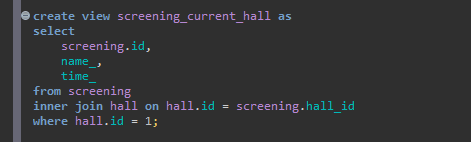 create view screening_current_hall as
select
screening.id,
name_,
time_
from screening
inner join hall on hall.id = screening.hall_id
where hall.id = 1;